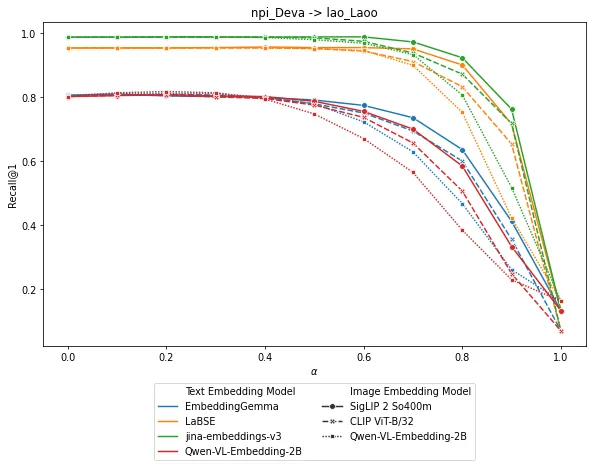 npi_Deva -> lao_Laoo
1.0
0.8
0.6
0.4
0.2
Recall@1
0.0 0.2 0.4 0.6 0.8 1.0
α
Text Embedding Model Image Embedding Model
EmbeddingGemma SigLIP 2 So400m
LaBSE CLIP ViT-B/32
jina-embeddings-v3 Qwen-VL-Embedding-2B
Qwen-VL-Embedding-2B